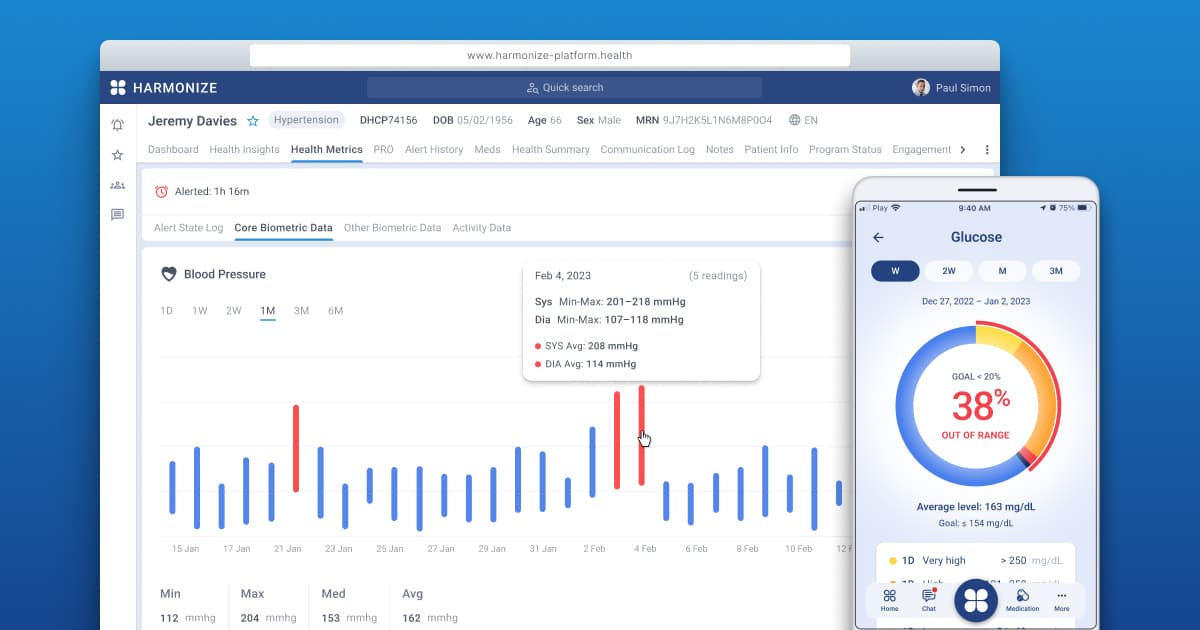 www.harmonize-platform.health
HARMONIZE
Quick search
Paul Simon
Jeremy Davies Hypertension DHCP74156 DOB 05/02/1956 Age 66 Sex Male MRN 9J7H2K5L1N6M8P0O4 EN
Dashboard Health Insights Health Metrics PRO Alert History Meds Health Summary Communication Log Notes Patient Info Program Status Engagement
Alerted: 1h 16m
Alert State Log Core Biometric Data Other Biometric Data Activity Data
Blood Pressure
1D 1W 2W 1M 3M 6M
Feb 4, 2023 (5 readings)
Sys Min-Max: 201–218 mmHg
Dia Min-Max: 107–118 mmHg
SYS Avg: 208 mmHg
DIA Avg: 114 mmHg
15 Jan 17 Jan 21 Jan 23 Jan 25 Jan 27 Jan 29 Jan 31 Jan 2 Feb 4 Feb 6 Feb 8 Feb 10 Feb 12
Min Max Med Avg
112 mmhg 204 mmhg 153 mmhg 162 mmhg
Play 9:40 AM 75%
Glucose
W 2W M 3M
Dec 27, 2022 – Jan 2, 2023
GOAL < 20%
38%
OUT OF RANGE
Average level: 163 mg/dL
Goal: ≤ 154 mg/dL
1D Very high > 250 mg/dL
Home Chat Medication More